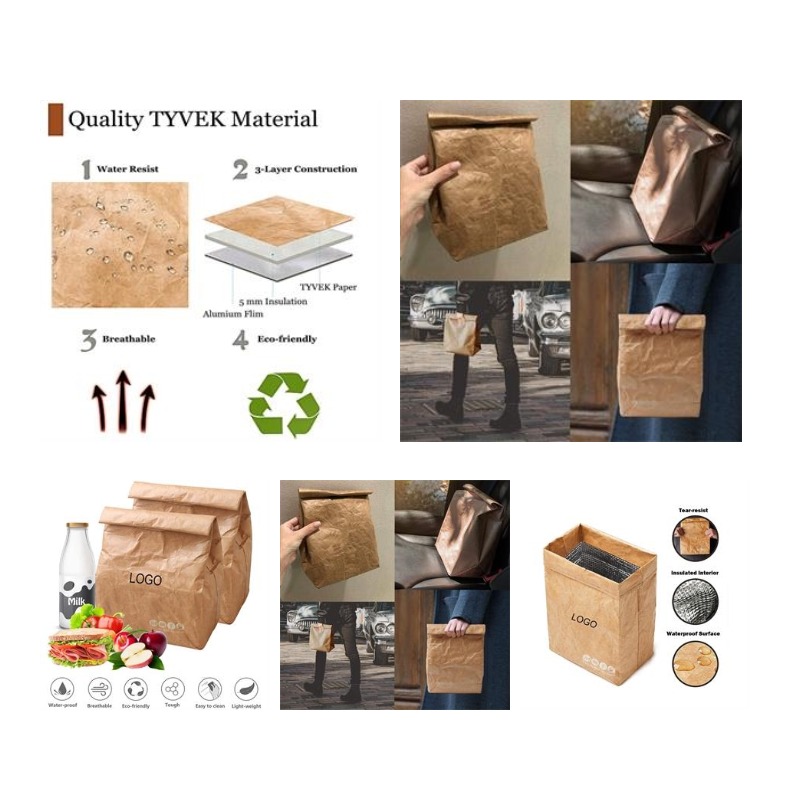 Quality TYVEK Material
1 Water Resist
2 3-Layer Construction
TYVEK Paper
5 mm Insulation
Alumium Flim
3 Breathable
4 Eco-friendly
LOGO
Milk
Water-proof
Breathable
Eco-friendly
Tough
Easy to clean
Light-weight
Tear-resist
Insulated Interior
Waterproof Surface
LOGO